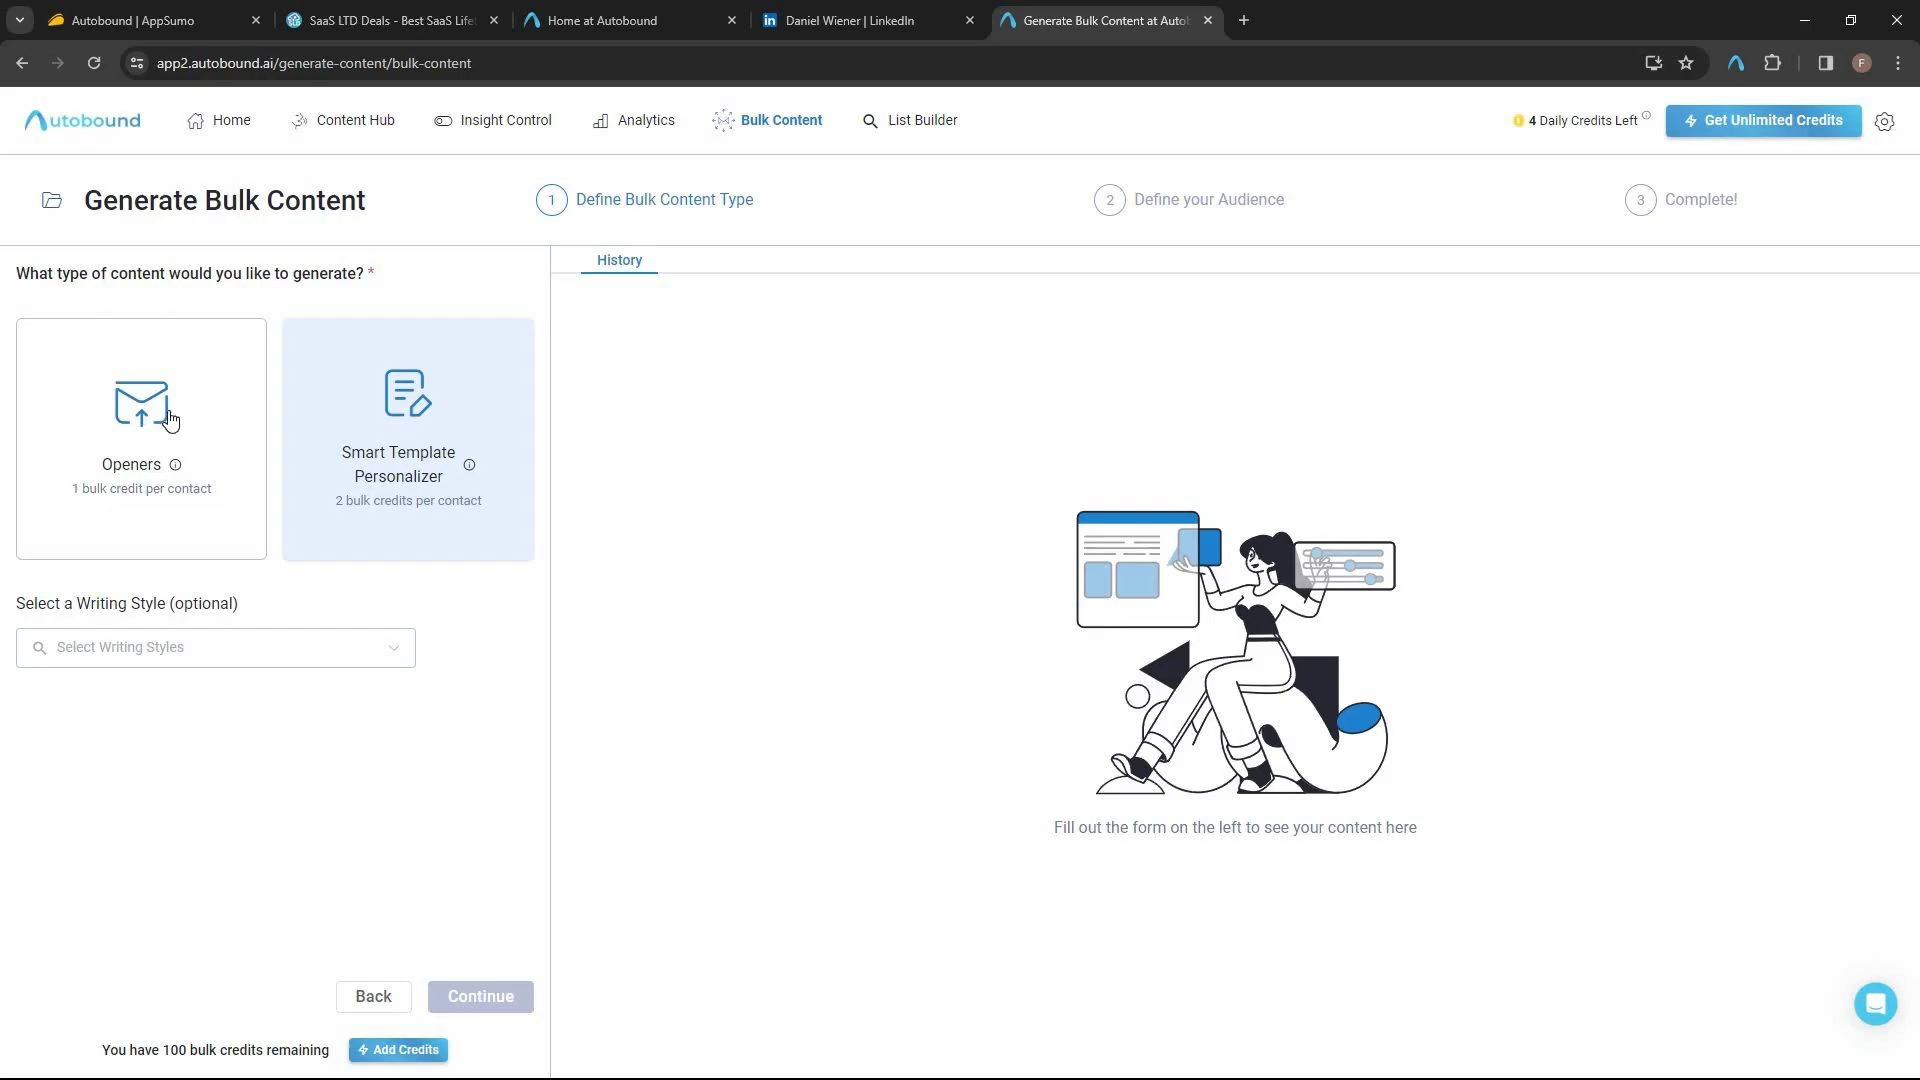 Autobound | AppSumo
SaaS LTD Deals - Best SaaS Life
Home at Autobound
in Daniel Wiener | LinkedIn
Generate Bulk Content at Auto
app2.autobound.ai/generate-content/bulk-content
F
Autobound
Home
Content Hub
Insight Control
Analytics
Bulk Content
List Builder
4 Daily Credits Left
Get Unlimited Credits
Generate Bulk Content
1 Define Bulk Content Type
2 Define your Audience
3 Complete!
What type of content would you like to generate? *
History
Openers
1 bulk credit per contact
Smart Template
Personalizer
2 bulk credits per contact
Select a Writing Style (optional)
Select Writing Styles
Fill out the form on the left to see your content here
Back
Continue
You have 100 bulk credits remaining
Add Credits